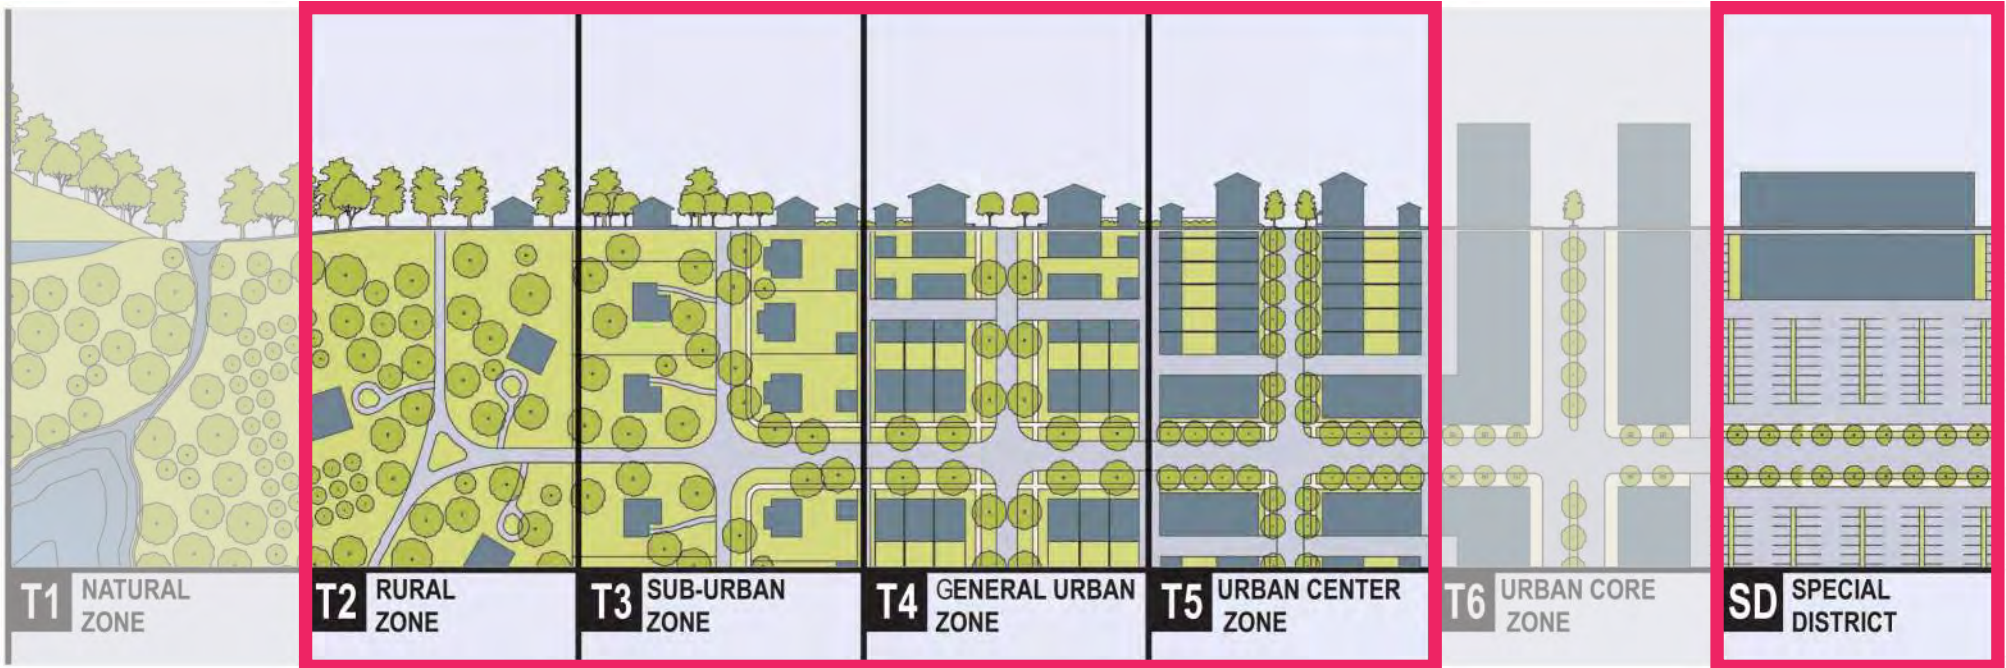 T1 NATURAL
ZONE
T2 RURAL
ZONE
T3 SUB-URBAN
ZONE
T4 GENERAL URBAN
ZONE
T5 URBAN CENTER
ZONE
T6 URBAN CORE
ZONE
SD SPECIAL
DISTRICT